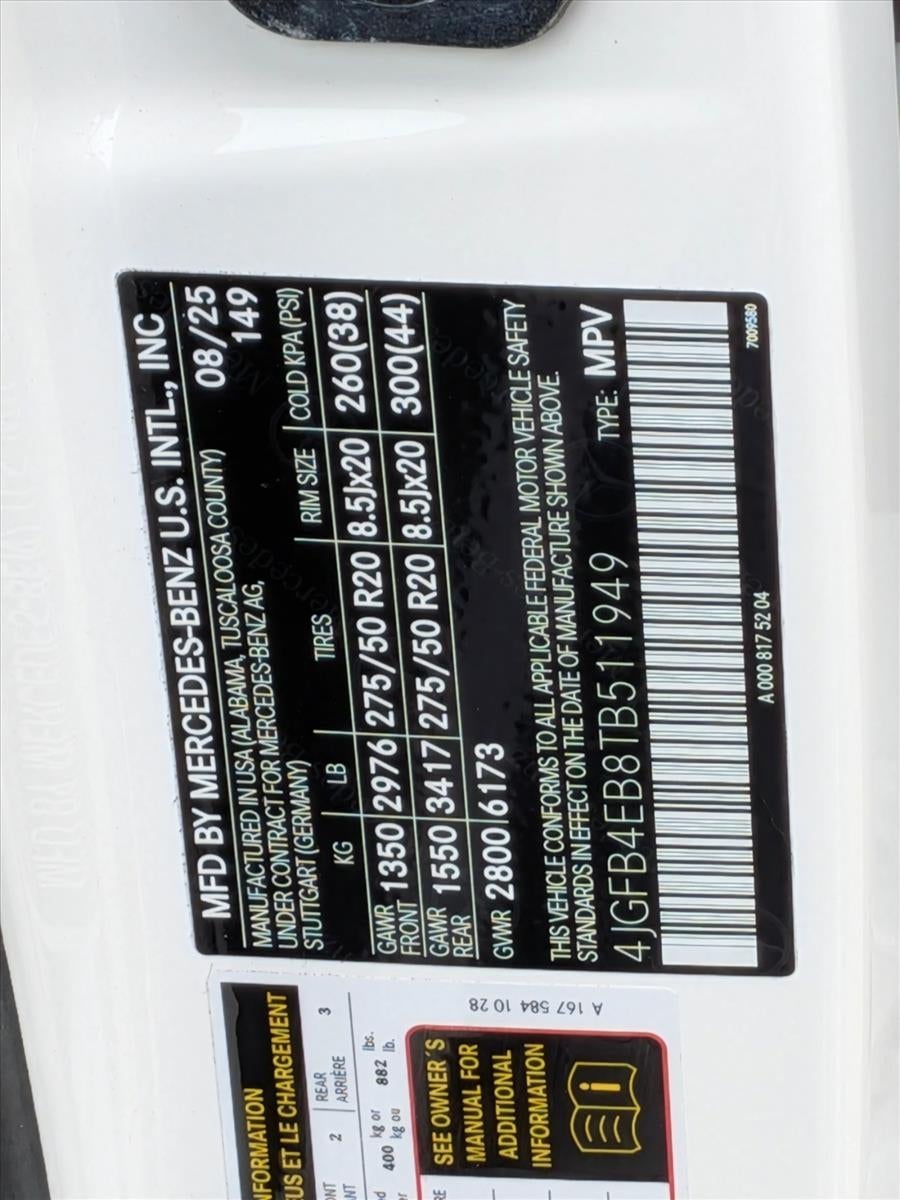 MFD BY MERCEDES-BENZ U.S. INTL., INC
MANUFACTURED IN USA (ALABAMA, TUSCALOOSA COUNTY) 08/25
UNDER CONTRACT FOR MERCEDES-BENZ AG, 149
STUTTGART (GERMANY)
KG LB TIRES RIM SIZE COLD KPA(PSI)
GAWR FRONT 1350 2976 275/50 R20 8.5Jx20 260(38)
GAWR REAR 1550 3417 275/50 R20 8.5Jx20 300(44)
GVWR 2800 6173
THIS VEHICLE CONFORMS TO ALL APPLICABLE FEDERAL MOTOR VEHICLE SAFETY
STANDARDS IN EFFECT ON THE DATE OF MANUFACTURE SHOWN ABOVE.
4JGFB4EB8TB511949 TYPE: MPV
A 000 817 52 04 7009580
NFORMATION
US ET LE CHARGEMENT
2 REAR 3
ARRIÈRE
400 kg or 882 lbs.
kg ou lb.
SEE OWNER'S
MANUAL FOR
ADDITIONAL
INFORMATION
i
A 167 584 10 28